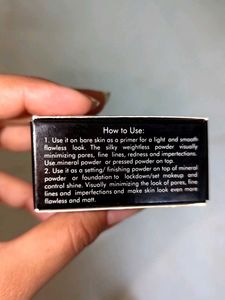 How to Use:
1. Use it on bare skin as a primer for a light and smooth
flawless look. The silky weightless powder visually
minimizing pores, fine lines, redness and imperfections.
Use.mineral powder or pressed powder on top.
2. Use it as a setting/ finishing powder on top of mineral
powder or foundation to lockdown/set makeup and
control shine. Visually minimizing the look of pores, fine
lines and imperfections and make skin look even more
flawless and matt.